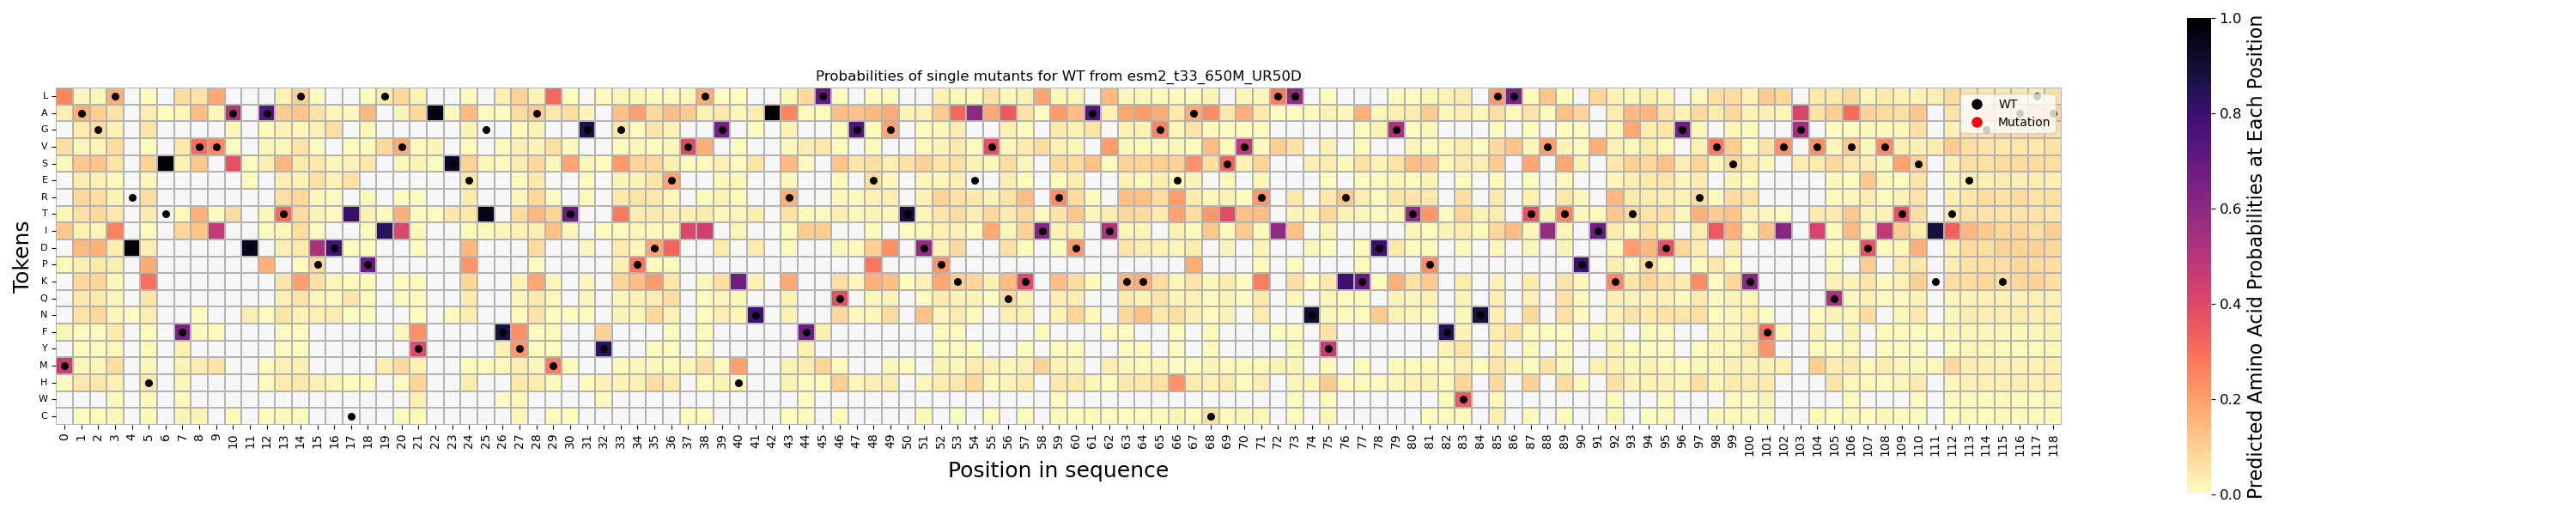 Probabilities of single mutants for WT from esm2_t33_650M_UR50D
Tokens
L
A
G
V
S
E
R
T
I
D
P
K
Q
N
F
Y
M
H
W
C
0 1 2 3 4 5 6 7 8 9 10 11 12 13 14 15 16 17 18 19 20 21 22 23 24 25 26 27 28 29 30 31 32 33 34 35 36 37 38 39 40 41 42 43 44 45 46 47 48 49 50 51 52 53 54 55 56 57 58 59 60 61 62 63 64 65 66 67 68 69 70 71 72 73 74 75 76 77 78 79 80 81 82 83 84 85 86 87 88 89 90 91 92 93 94 95 96 97 98 99 100 101 102 103 104 105 106 107 108 109 110 111 112 113 114 115 116 117 118
Position in sequence
WT
Mutation
1.0
0.8
0.6
0.4
0.2
0.0
Predicted Amino Acid Probabilities at Each Position